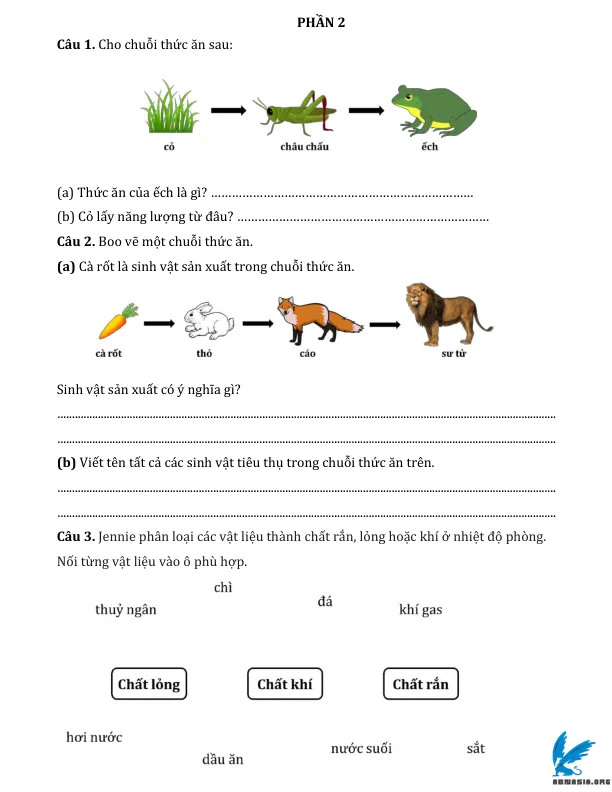 PHẦN 2
Câu 1. Cho chuỗi thức ăn sau:
cỏ châu chấu ếch
(a) Thức ăn của ếch là gì? ……………………………………………………………………
(b) Cỏ lấy năng lượng từ đâu? …………………………………………………………………
Câu 2. Boo vẽ một chuỗi thức ăn.
(a) Cà rốt là sinh vật sản xuất trong chuỗi thức ăn.
cà rốt thỏ cáo sư tử
Sinh vật sản xuất có ý nghĩa gì?
(b) Viết tên tất cả các sinh vật tiêu thụ trong chuỗi thức ăn trên.
Câu 3. Jennie phân loại các vật liệu thành chất rắn, lỏng hoặc khí ở nhiệt độ phòng.
Nối từng vật liệu vào ô phù hợp.
chì
thuỷ ngân đá khí gas
Chất lỏng Chất khí Chất rắn
hơi nước
dầu ăn nước suối sắt
ABNASIA.ORG